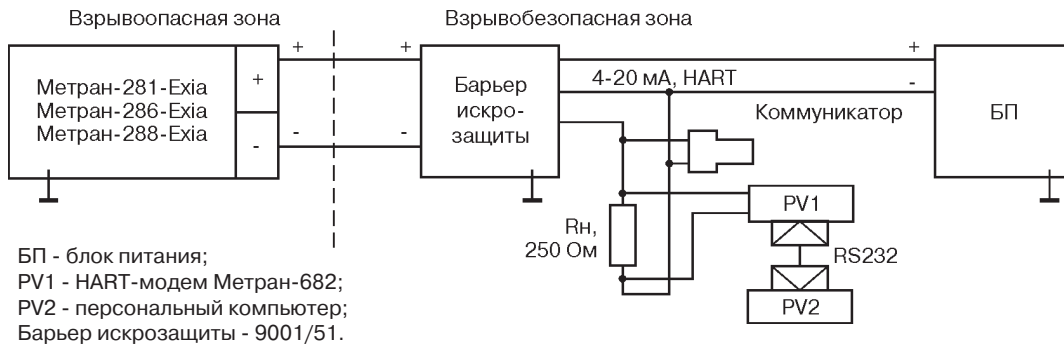 Взрывоопасная зона
Взрывобезопасная зона
+
+
+
Метран-281-Exia
Метран-286-Exia
Метран-288-Exia
+
-
-
-
Барьер
искро-
защиты
4-20 мА, HART
-
Коммуникатор
БП
Rн,
250 Ом
PV1
RS232
PV2
БП - блок питания;
PV1 - HART-модем Метран-682;
PV2 - персональный компьютер;
Барьер искрозащиты - 9001/51.